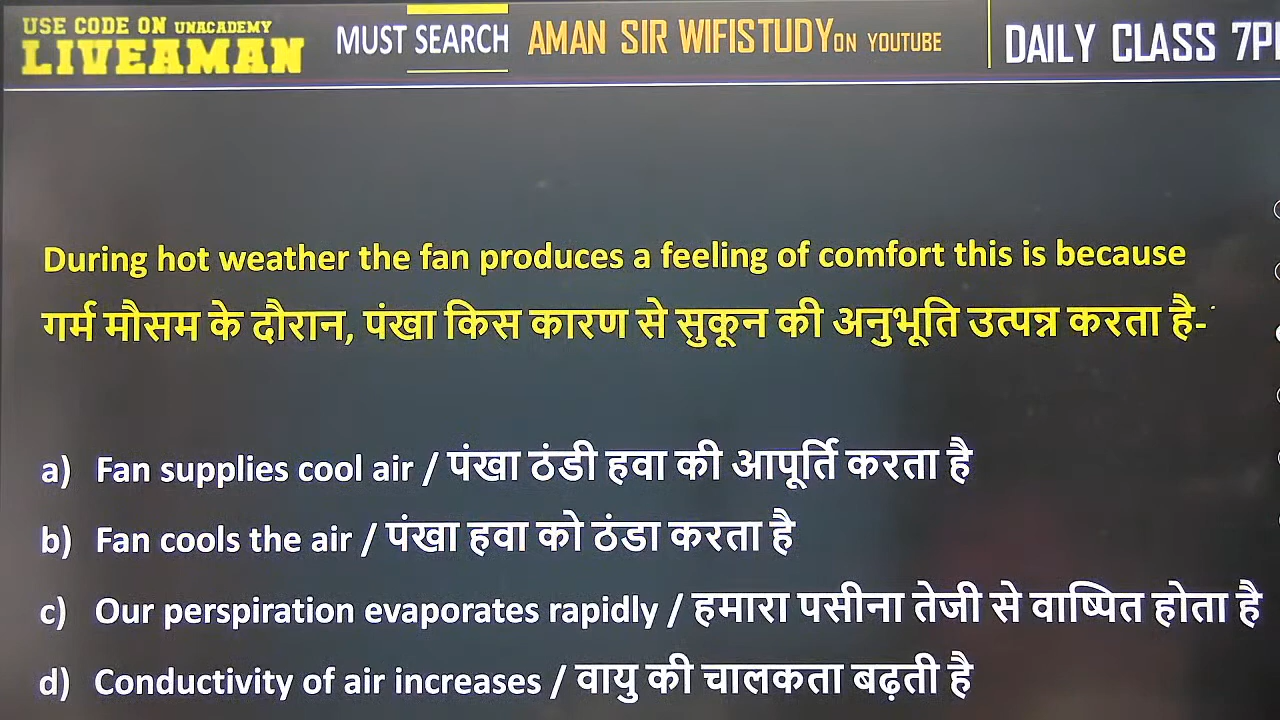 USE CODE ON UNACADEMY
LIVEAMAN
MUST SEARCH AMAN SIR WIFISTUDY ON YOUTUBE
DAILY CLASS 7P
During hot weather the fan produces a feeling of comfort this is because
गर्म मौसम के दौरान, पंखा किस कारण से सुकून की अनुभूति उत्पन्न करता है-
a) Fan supplies cool air / पंखा ठंडी हवा की आपूर्ति करता है
b) Fan cools the air / पंखा हवा को ठंडा करता है
c) Our perspiration evaporates rapidly / हमारा पसीना तेजी से वाष्पित होता है
d) Conductivity of air increases / वायु की चालकता बढ़ती है